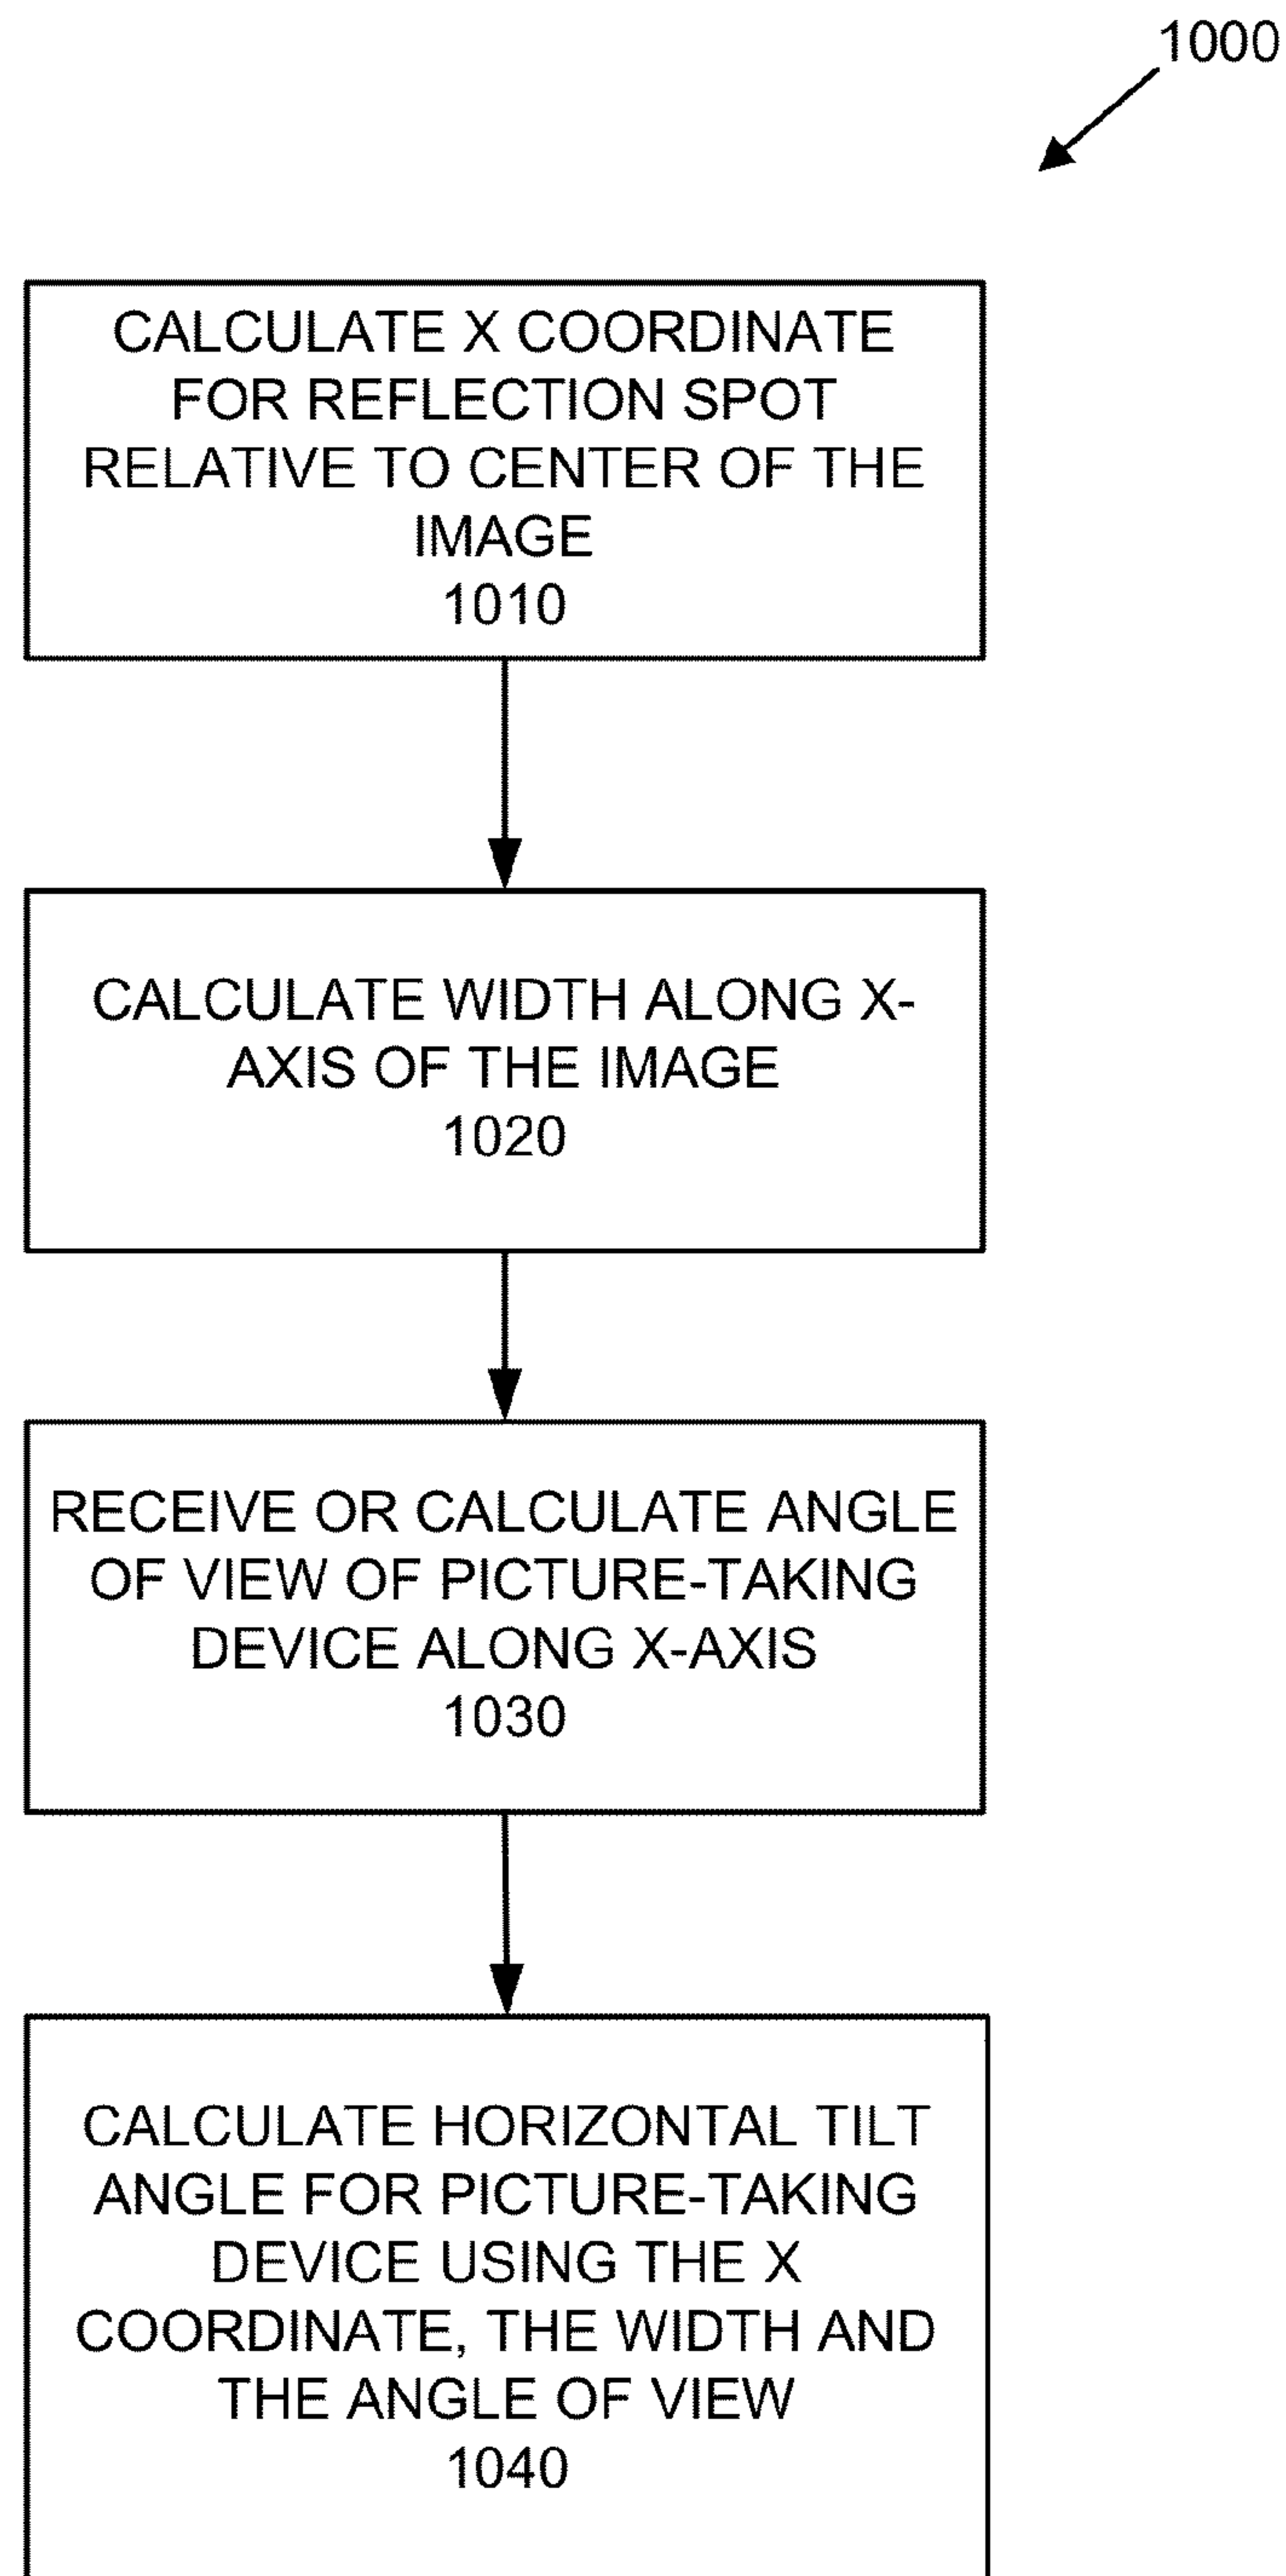 1000
CALCULATE X COORDINATE
FOR REFLECTION SPOT
RELATIVE TO CENTER OF THE
IMAGE
1010
CALCULATE WIDTH ALONG X-
AXIS OF THE IMAGE
1020
RECEIVE OR CALCULATE ANGLE
OF VIEW OF PICTURE-TAKING
DEVICE ALONG X-AXIS
1030
CALCULATE HORIZONTAL TILT
ANGLE FOR PICTURE-TAKING
DEVICE USING THE X
COORDINATE, THE WIDTH AND
THE ANGLE OF VIEW
1040